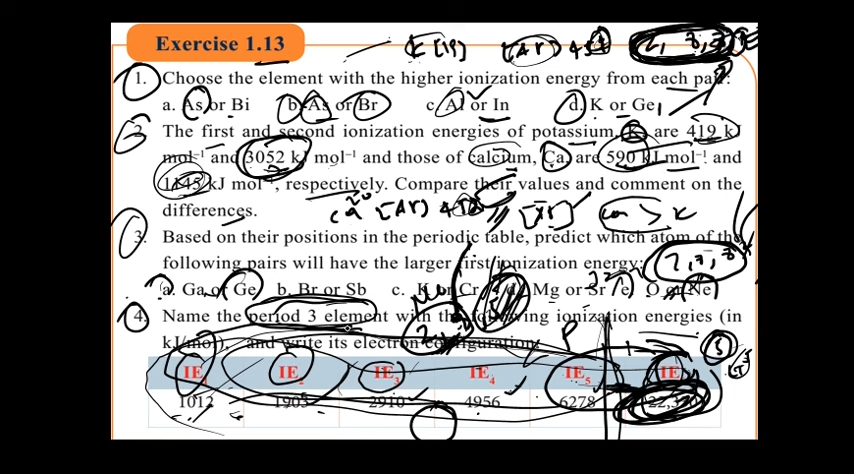 Exercise 1.13
K [19] [Ar] 4s
1. Choose the element with the higher ionization energy from each pair:
a. As or Bi b. As or Br c. Al or In d. K or Ge
2. The first and second ionization energies of potassium, K, are 419 kJ
mol⁻¹ and 3052 kJ mol⁻¹ and those of calcium, Ca, are 590 kJ mol⁻¹ and
1145 kJ mol⁻¹, respectively. Compare their values and comment on the
differences.
3. Based on their positions in the periodic table, predict which atom of the
following pairs will have the larger first ionization energy:
a. Ga or Ge b. Br or Sb c. K or Cr d. Mg or Sr e. O or Ne
4. Name the period 3 element with the following ionization energies (in
kJ/mol), and write its electron configuration:
IE₁ IE₂ IE₃ IE₄ IE₅ IE
1012 1903 2910 4956 6278